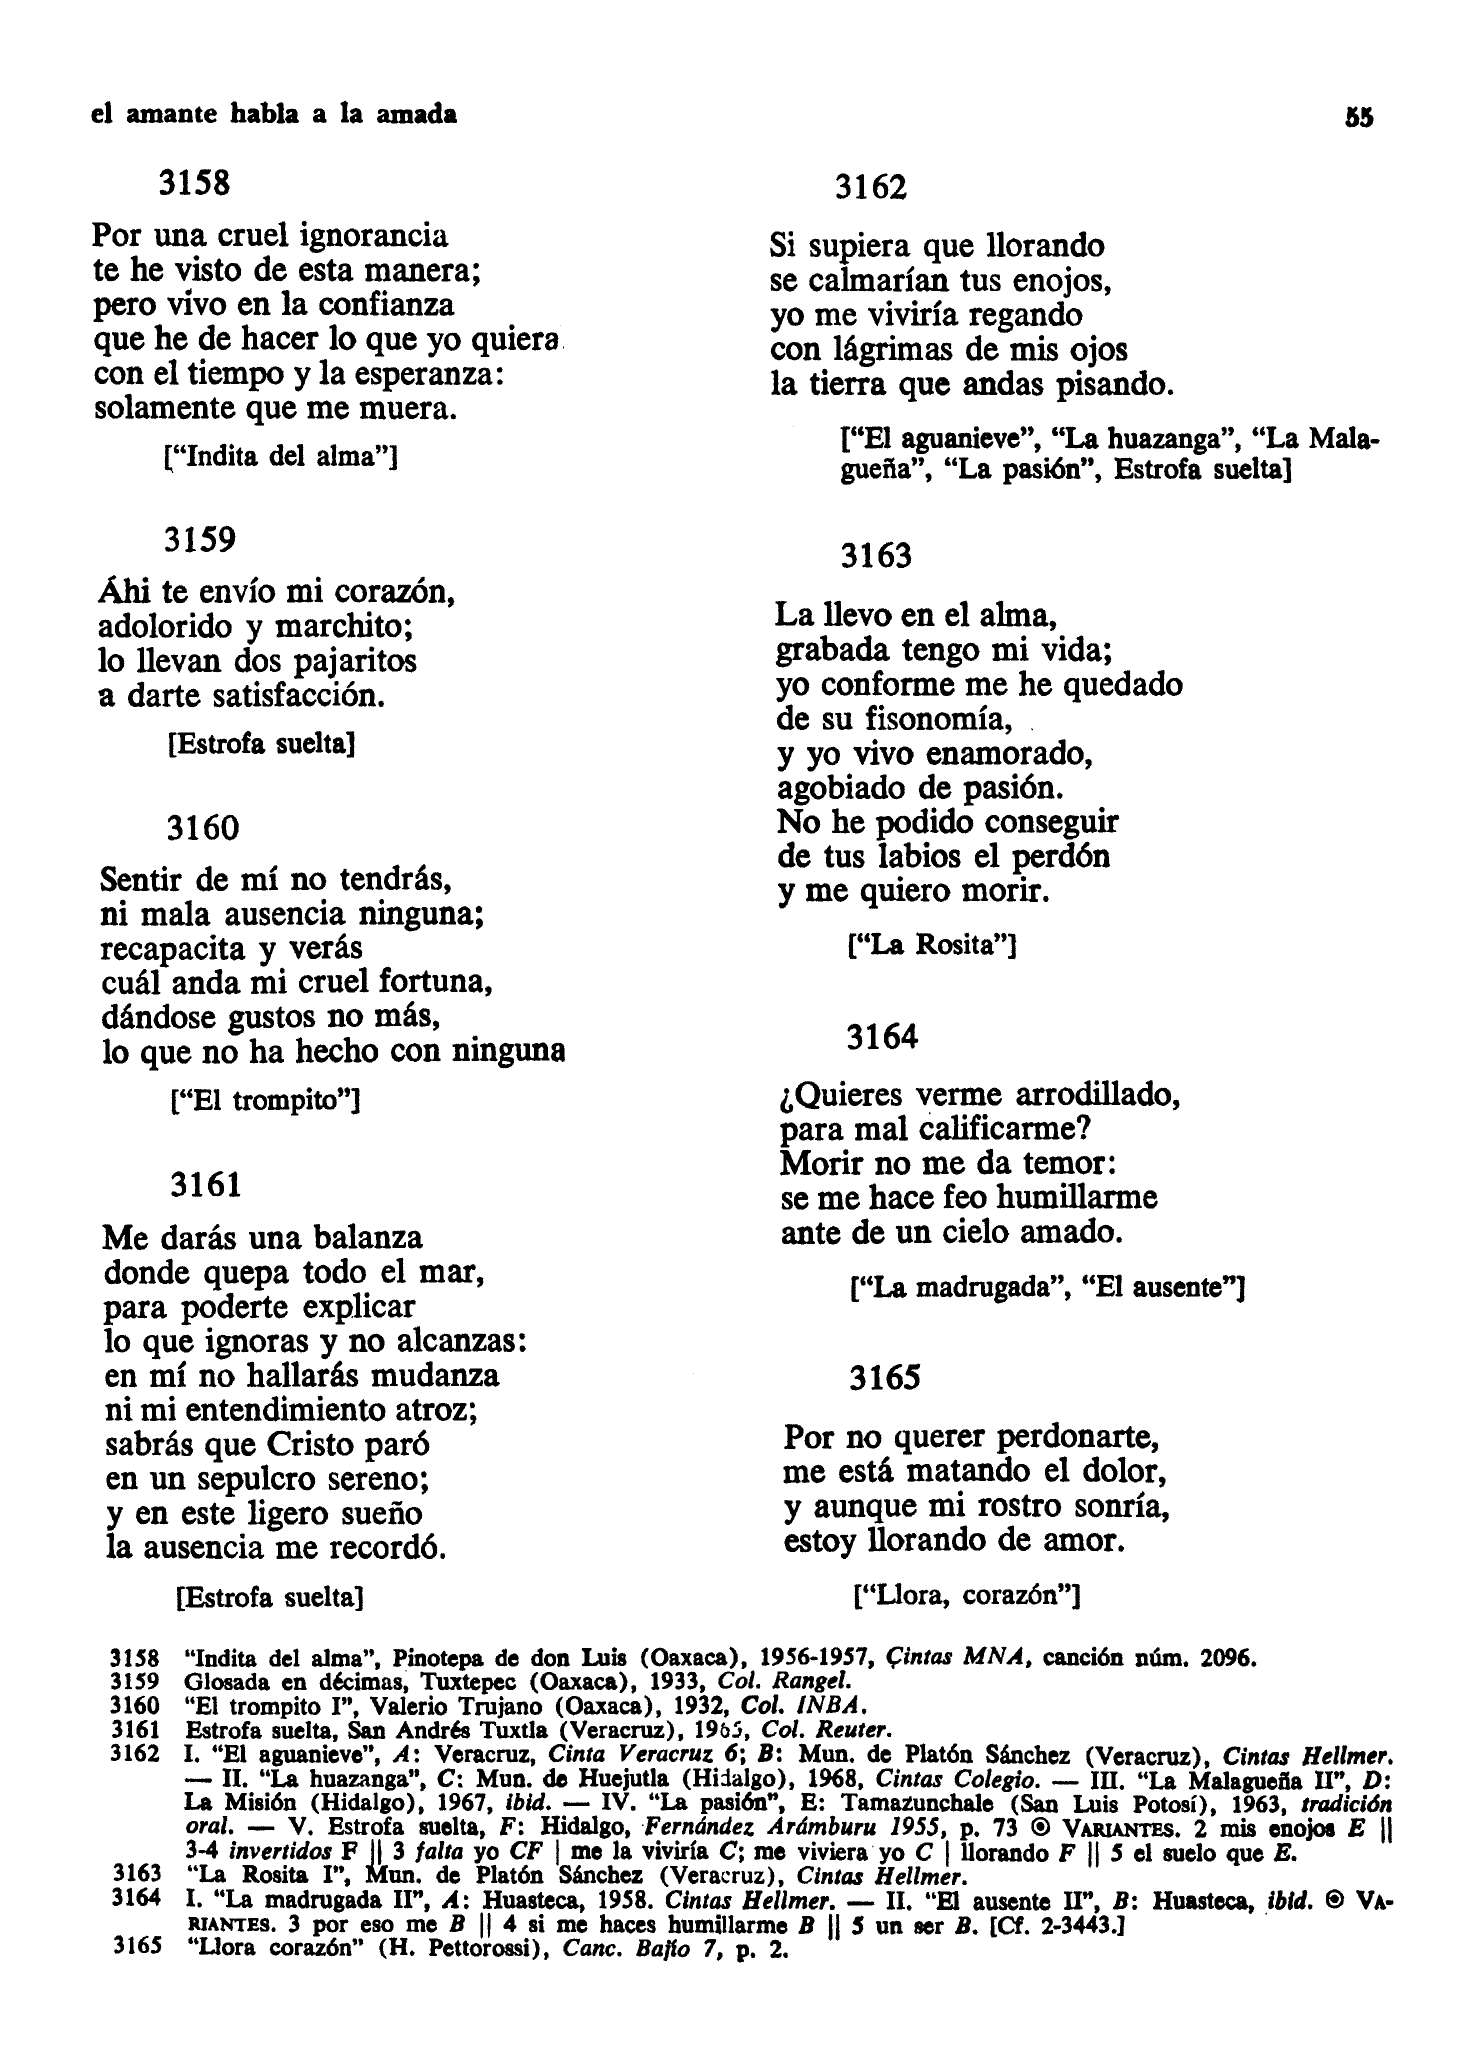 el amante habla a la amada
55
3158
Por una cruel ignorancia
te he visto de esta manera;
pero vivo en la confianza
que he de hacer lo que yo quiera
con el tiempo y la esperanza:
solamente que me muera.
[“Indita del alma”]
3159
Áhi te envío mi corazón,
adolorido y marchito;
lo llevan dos pajaritos
a darte satisfacción.
[Estrofa suelta]
3160
Sentir de mí no tendrás,
ni mala ausencia ninguna;
recapacita y verás
cuál anda mi cruel fortuna,
dándose gustos no más,
lo que no ha hecho con ninguna
[“El trompito”]
3161
Me darás una balanza
donde quepa todo el mar,
para poderte explicar
lo que ignoras y no alcanzas:
en mí no hallarás mudanza
ni mi entendimiento atroz;
sabrás que Cristo paró
en un sepulcro sereno;
y en este ligero sueño
la ausencia me recordó.
[Estrofa suelta]
3162
Si supiera que llorando
se calmarían tus enojos,
yo me viviría regando
con lágrimas de mis ojos
la tierra que andas pisando.
[“El aguanieve”, “La huazanga”, “La Mala-
gueña”, “La pasión”, Estrofa suelta]
3163
La llevo en el alma,
grabada tengo mi vida;
yo conforme me he quedado
de su fisonomía,
y yo vivo enamorado,
agobiado de pasión.
No he podido conseguir
de tus labios el perdón
y me quiero morir.
[“La Rosita”]
3164
¿Quieres verme arrodillado,
para mal calificarme?
Morir no me da temor:
se me hace feo humillarme
ante de un cielo amado.
[“La madrugada”, “El ausente”]
3165
Por no querer perdonarte,
me está matando el dolor,
y aunque mi rostro sonría,
estoy llorando de amor.
[“Llora, corazón”]
3158 “Indita del alma”, Pinotepa de don Luis (Oaxaca), 1956-1957, Cintas MNA, canción núm. 2096.
3159 Glosada en décimas, Tuxtepec (Oaxaca), 1933, Col. Rangel.
3160 “El trompito I”, Valerio Trujano (Oaxaca), 1932, Col. INBA.
3161 Estrofa suelta, San Andrés Tuxtla (Veracruz), Col. Reuter.
3162 I. “El aguanieve”, A: Veracruz, Cinta Veracruz 6; B: Mun. de Platón Sánchez (Veracruz), Cintas Hellmer.
— II. “La huazanga”, C: Mun. de Huejutla (Hidalgo), 1968, Cintas Colegio. — III. “La Malagueña II”, D:
La Misión (Hidalgo), 1967, ibid. — IV. “La pasión”, E: Tamazunchale (San Luis Potosí), 1963, tradición
oral. — V. Estrofa suelta, F: Hidalgo, Fernández Arámburu 1955, p. 73 ⊙ VARIANTES. 2 mis enojos E ||
3-4 invertidos F || 3 falta yo CF | me la viviría C; me viviera yo C | llorando F || 5 el suelo que E.
3163 “La Rosita I”, Mun. de Platón Sánchez (Veracruz), Cintas Hellmer.
3164 I. “La madrugada II”, A: Huasteca, 1958. Cintas Hellmer. — II. “El ausente II”, B: Huasteca, ibid. ⊙ VA-
RIANTES. 3 por eso me B || 4 si me haces humillarme B || 5 un ser B. [Cf. 2-3443.]
3165 “Llora corazón” (H. Pettorossi), Canc. Bajío 7, p. 2.